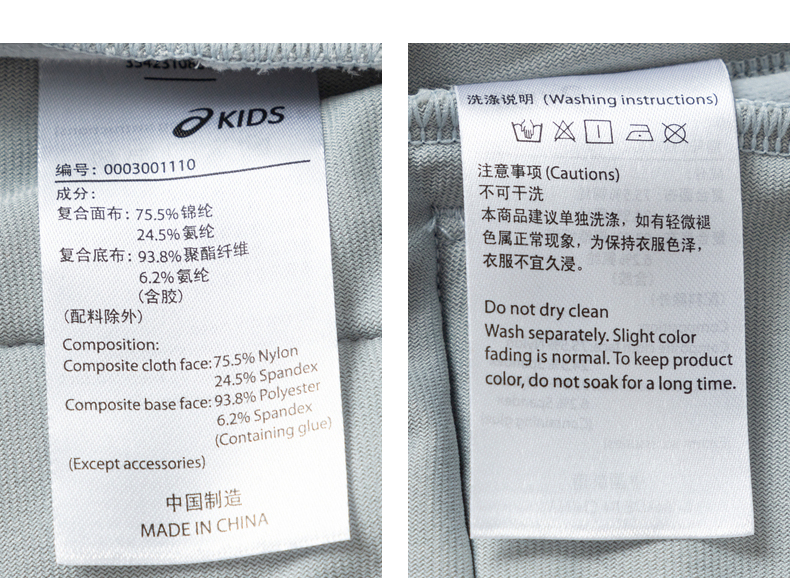 KIDS
编号: 0003001110
成分:
复合面布: 75.5%锦纶
24.5%氨纶
复合底布: 93.8%聚酯纤维
6.2%氨纶
(含胶)
(配料除外)
Composition:
Composite cloth face: 75.5% Nylon
24.5% Spandex
Composite base face: 93.8% Polyester
6.2% Spandex
(Containing glue)
(Except accessories)
中国制造
MADE IN CHINA
洗涤说明 (Washing instructions)
注意事项 (Cautions)
不可干洗
本商品建议单独洗涤, 如有轻微褪
色属正常现象, 为保持衣服色泽,
衣服不宜久浸。
Do not dry clean
Wash separately. Slight color
fading is normal. To keep product
color, do not soak for a long time.